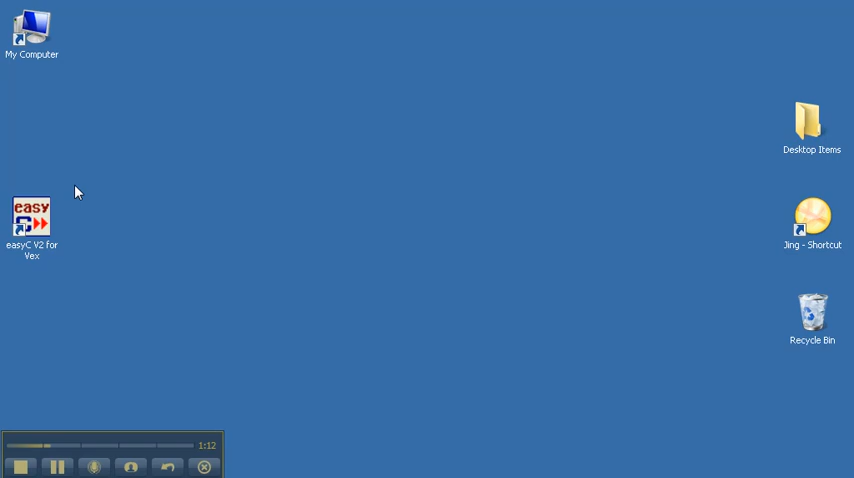 My Computer
Desktop Items
easy
C
easyC V2 for
Vex
Jing - Shortcut
Recycle Bin
1:12